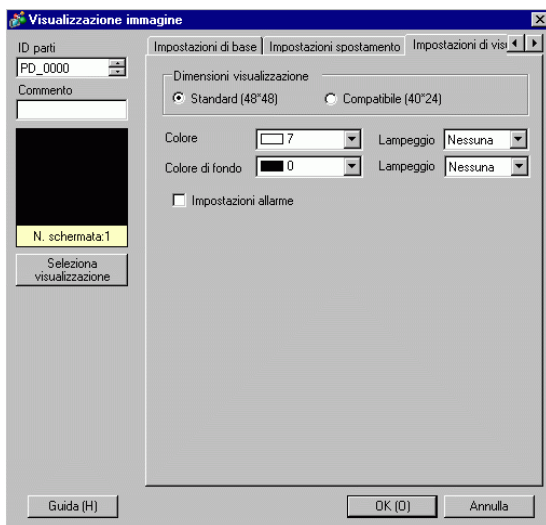 Visualizzazione immagine
ID parti
PD_0000
Commento
N. schermata:1
Seleziona
visualizzazione
Impostazioni di base
Impostazioni spostamento
Impostazioni di vis
Dimensioni visualizzazione
Standard (48*48)
Compatibile (40*24)
Colore
7
Lampeggio
Nessuna
Colore di fondo
0
Lampeggio
Nessuna
Impostazioni allarme
Guida (H)
OK (O)
Annulla